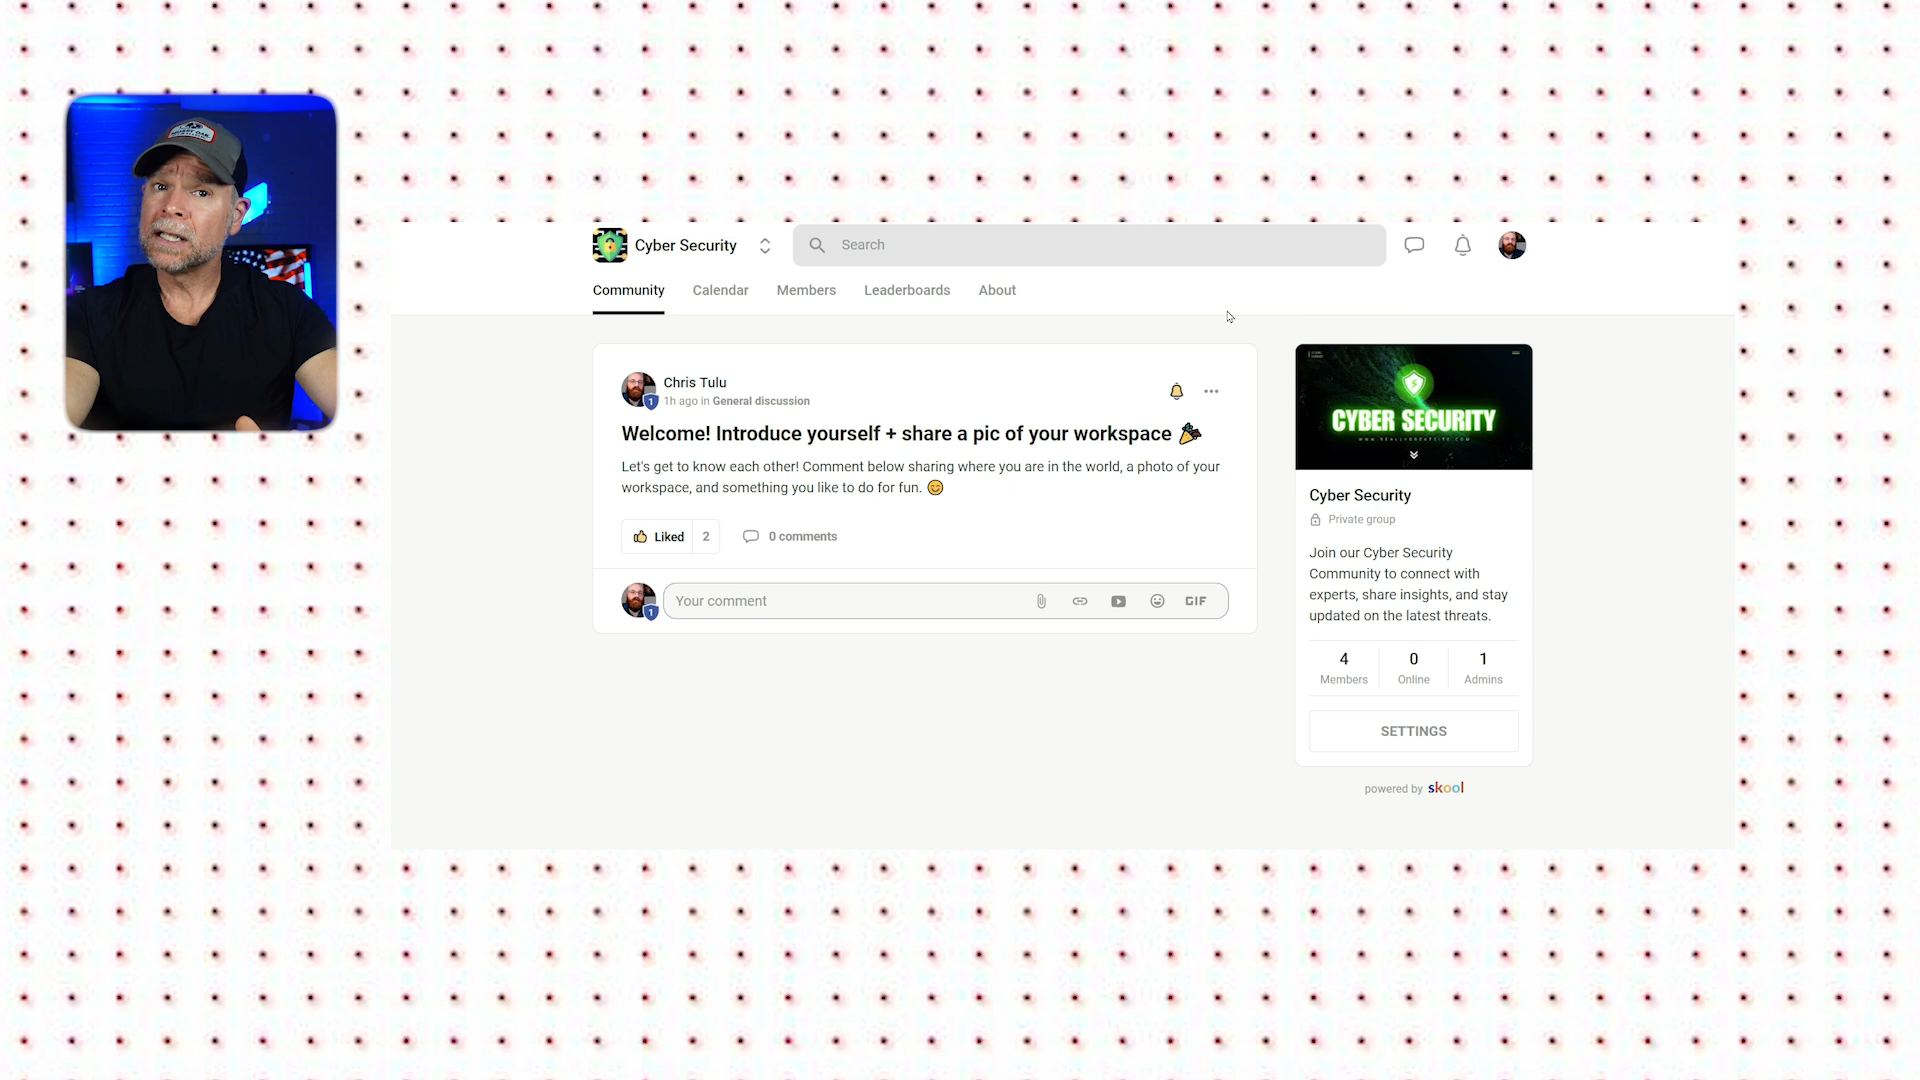 Cyber Security
Search
Community
Calendar
Members
Leaderboards
About
Chris Tulu
1
1h ago in General discussion
Welcome! Introduce yourself + share a pic of your workspace 🎉
Let's get to know each other! Comment below sharing where you are in the world, a photo of your
workspace, and something you like to do for fun. 😊
Liked 2
0 comments
1
Your comment
GIF
CYBER SECURITY
WWW.REALLYGREATSITE.COM
Cyber Security
Private group
Join our Cyber Security
Community to connect with
experts, share insights, and stay
updated on the latest threats.
4 0 1
Members Online Admins
SETTINGS
powered by skool